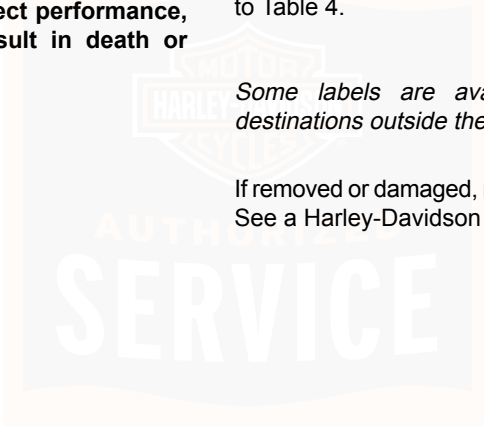 ect performance,
sult in death or
to Table 4.
Some labels are ava
destinations outside the
If removed or damaged,
See a Harley-Davidson
MOTOR
HARLEY-DAVIDSON
CYCLES
AUTHORIZED
SERVICE